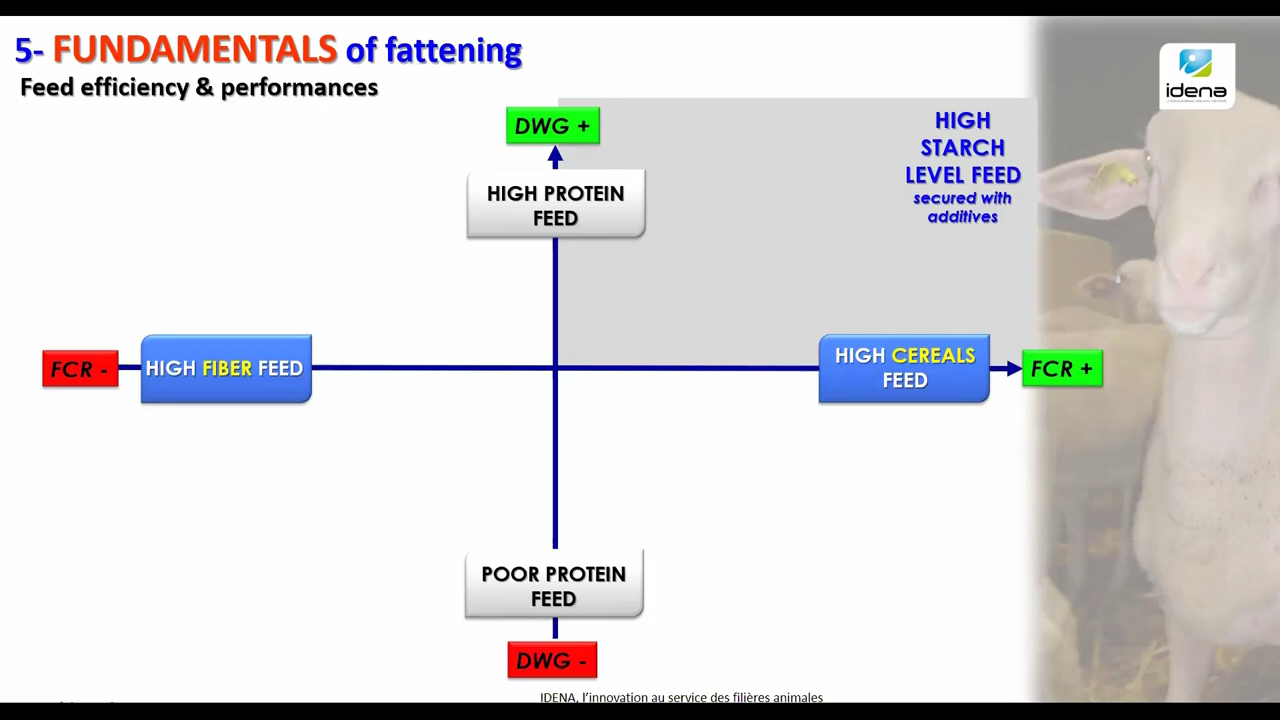 5- FUNDAMENTALS of fattening
Feed efficiency & performances
idena
DWG +
HIGH
STARCH
LEVEL FEED
secured with
additives
HIGH PROTEIN
FEED
FCR -
HIGH FIBER FEED
HIGH CEREALS
FEED
FCR +
POOR PROTEIN
FEED
DWG -
IDENA, l'innovation au service des filières animales